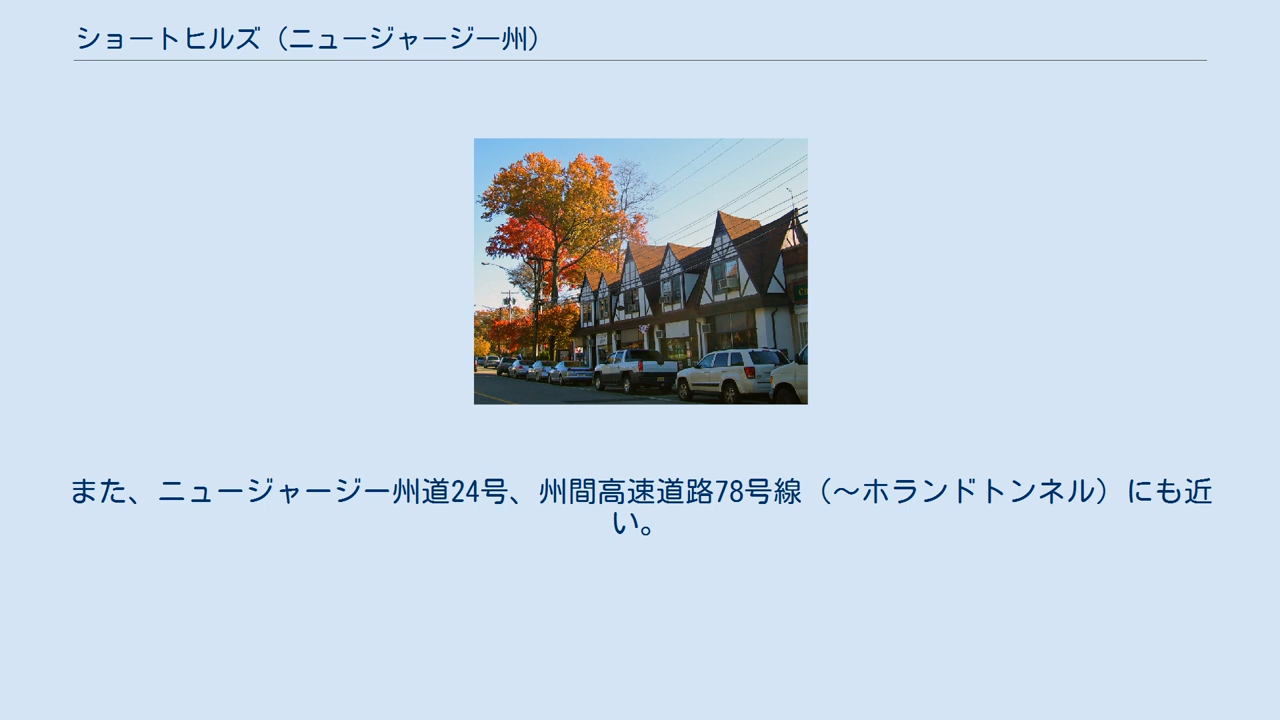 ショートヒルズ（ニュージャージー州）
また、ニュージャージー州道24号、州間高速道路78号線（～ホランドトンネル）にも近
い。